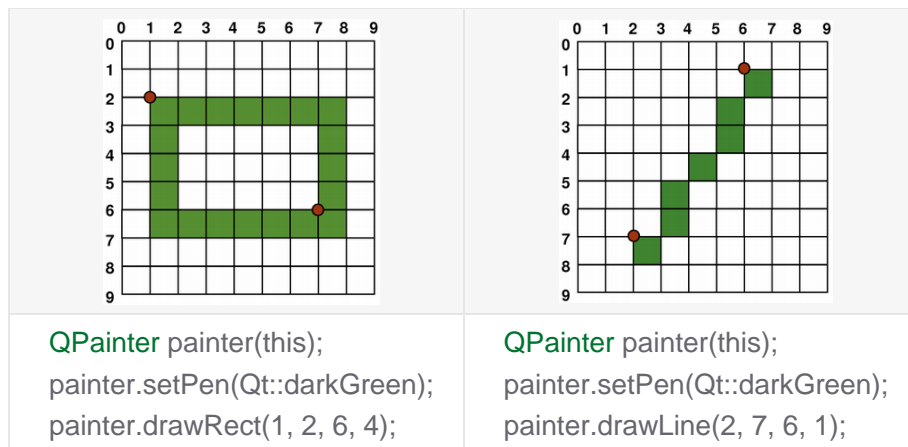 0 1 2 3 4 5 6 7 8 9
0
1
2
3
4
5
6
7
8
9
QPainter painter(this);
painter.setPen(Qt::darkGreen);
painter.drawRect(1, 2, 6, 4);
0 1 2 3 4 5 6 7 8 9
0
1
2
3
4
5
6
7
8
9
QPainter painter(this);
painter.setPen(Qt::darkGreen);
painter.drawLine(2, 7, 6, 1);